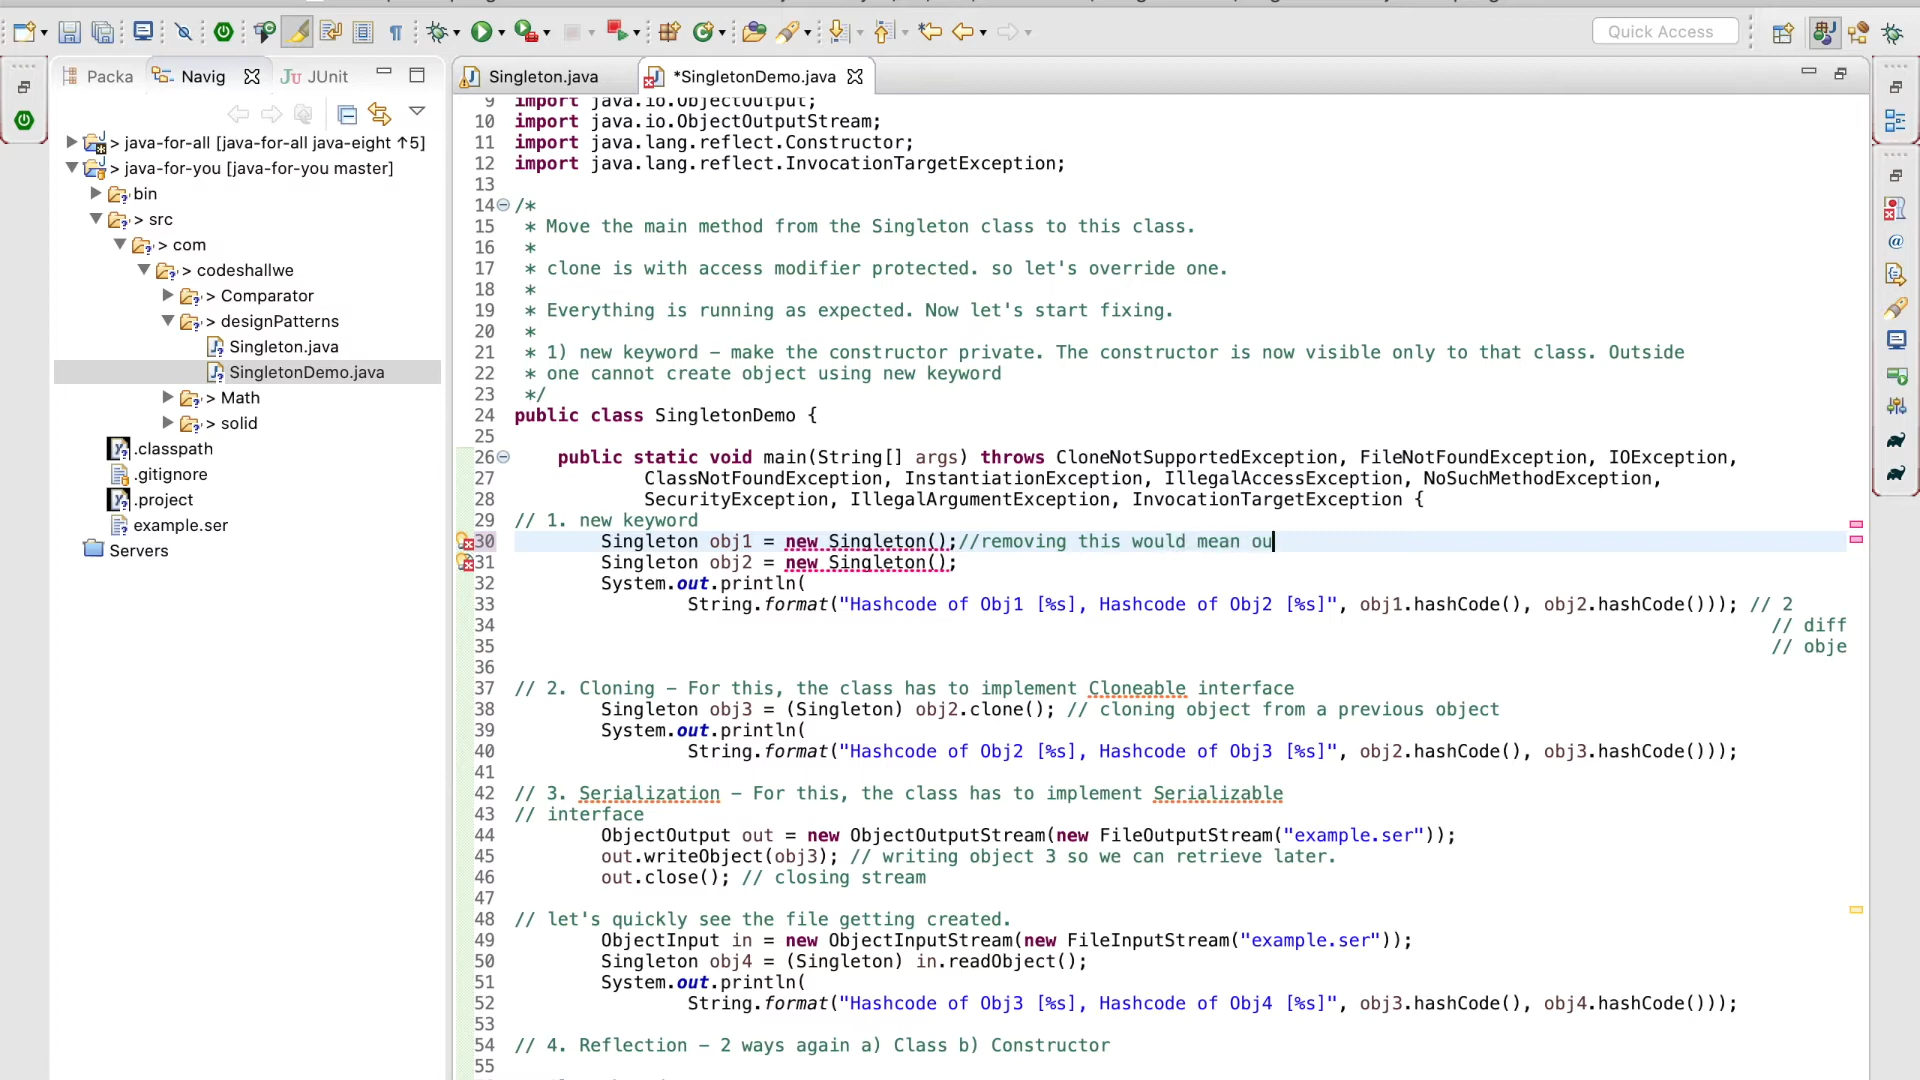 Quick Access
Packa
Navig
JUnit
Singleton.java
*SingletonDemo.java
> java-for-all [java-for-all java-eight ↑5]
> java-for-you [java-for-you master]
bin
> src
> com
> codeshallwe
> Comparator
> designPatterns
Singleton.java
SingletonDemo.java
> Math
> solid
.classpath
.gitignore
.project
example.ser
Servers
9 import java.io.ObjectOutput;
10 import java.io.ObjectOutputStream;
11 import java.lang.reflect.Constructor;
12 import java.lang.reflect.InvocationTargetException;
13
14 /*
15 * Move the main method from the Singleton class to this class.
16 *
17 * clone is with access modifier protected. so let's override one.
18 *
19 * Everything is running as expected. Now let's start fixing.
20 *
21 * 1) new keyword – make the constructor private. The constructor is now visible only to that class. Outside
22 * one cannot create object using new keyword
23 */
24 public class SingletonDemo {
25
26 public static void main(String[] args) throws CloneNotSupportedException, FileNotFoundException, IOException,
27 ClassNotFoundException, InstantiationException, IllegalAccessException, NoSuchMethodException,
28 SecurityException, IllegalArgumentException, InvocationTargetException {
29 // 1. new keyword
30 Singleton obj1 = new Singleton();//removing this would mean ou
31 Singleton obj2 = new Singleton();
32 System.out.println(
33 String.format("Hashcode of Obj1 [%s], Hashcode of Obj2 [%s]", obj1.hashCode(), obj2.hashCode())); // 2
34 // diff
35 // obje
36
37 // 2. Cloning – For this, the class has to implement Cloneable interface
38 Singleton obj3 = (Singleton) obj2.clone(); // cloning object from a previous object
39 System.out.println(
40 String.format("Hashcode of Obj2 [%s], Hashcode of Obj3 [%s]", obj2.hashCode(), obj3.hashCode()));
41
42 // 3. Serialization – For this, the class has to implement Serializable
43 // interface
44 ObjectOutput out = new ObjectOutputStream(new FileOutputStream("example.ser"));
45 out.writeObject(obj3); // writing object 3 so we can retrieve later.
46 out.close(); // closing stream
47
48 // let's quickly see the file getting created.
49 ObjectInput in = new ObjectInputStream(new FileInputStream("example.ser"));
50 Singleton obj4 = (Singleton) in.readObject();
51 System.out.println(
52 String.format("Hashcode of Obj3 [%s], Hashcode of Obj4 [%s]", obj3.hashCode(), obj4.hashCode()));
53
54 // 4. Reflection – 2 ways again a) Class b) Constructor
55